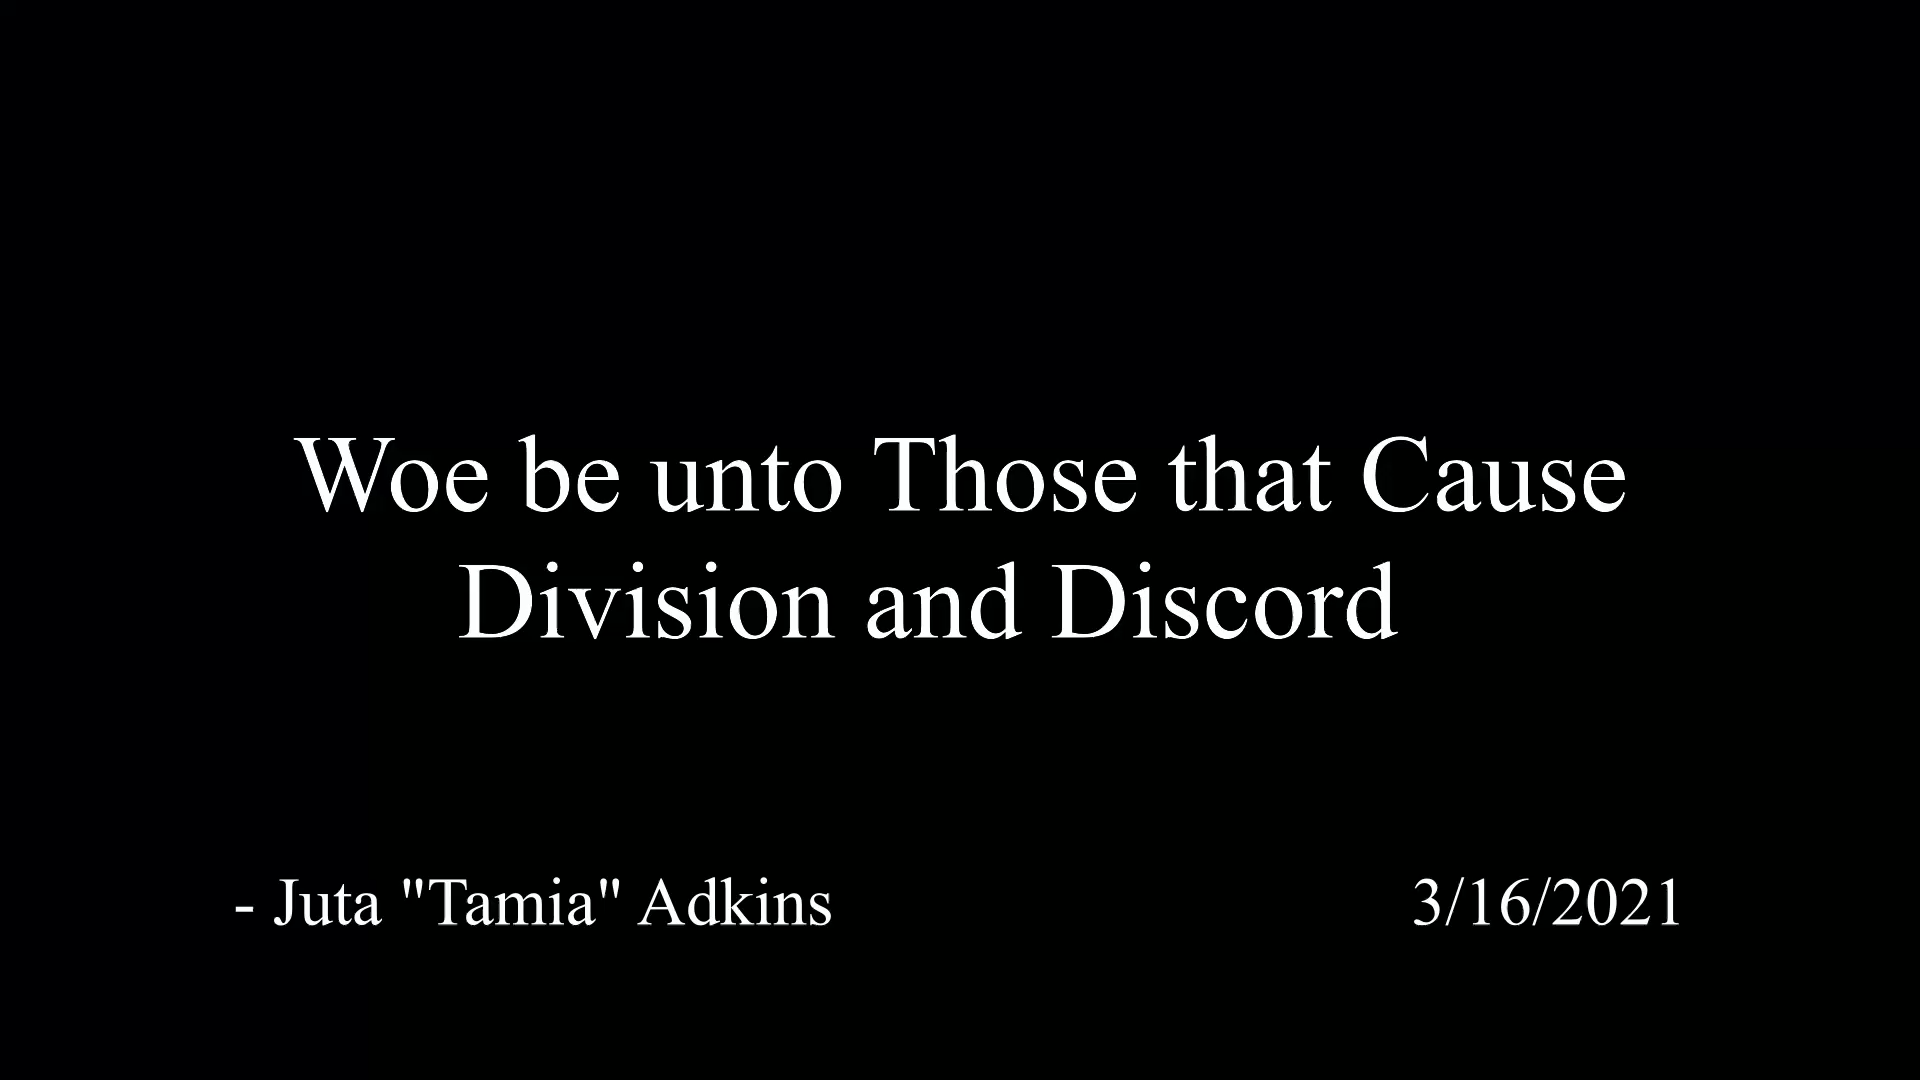 Woe be unto Those that Cause
Division and Discord
- Juta "Tamia" Adkins 3/16/2021